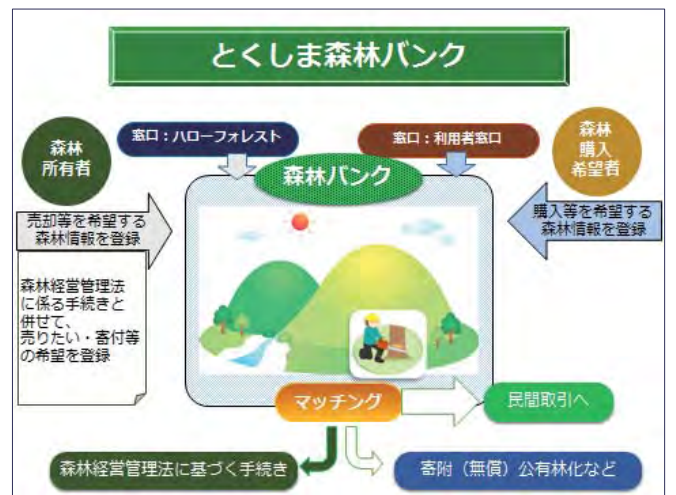 とくしま森林バンク
窓口：ハローフォレスト
窓口：利用者窓口
森林
所有者
森林
購入
希望者
森林バンク
売却等を希望する
森林情報を登録
購入等を希望する
森林情報を登録
森林経営管理法
に係る手続きと
併せて、
売りたい・寄付等
の希望を登録
マッチング
民間取引へ
森林経営管理法に基づく手続き
寄附（無償）公有林化など